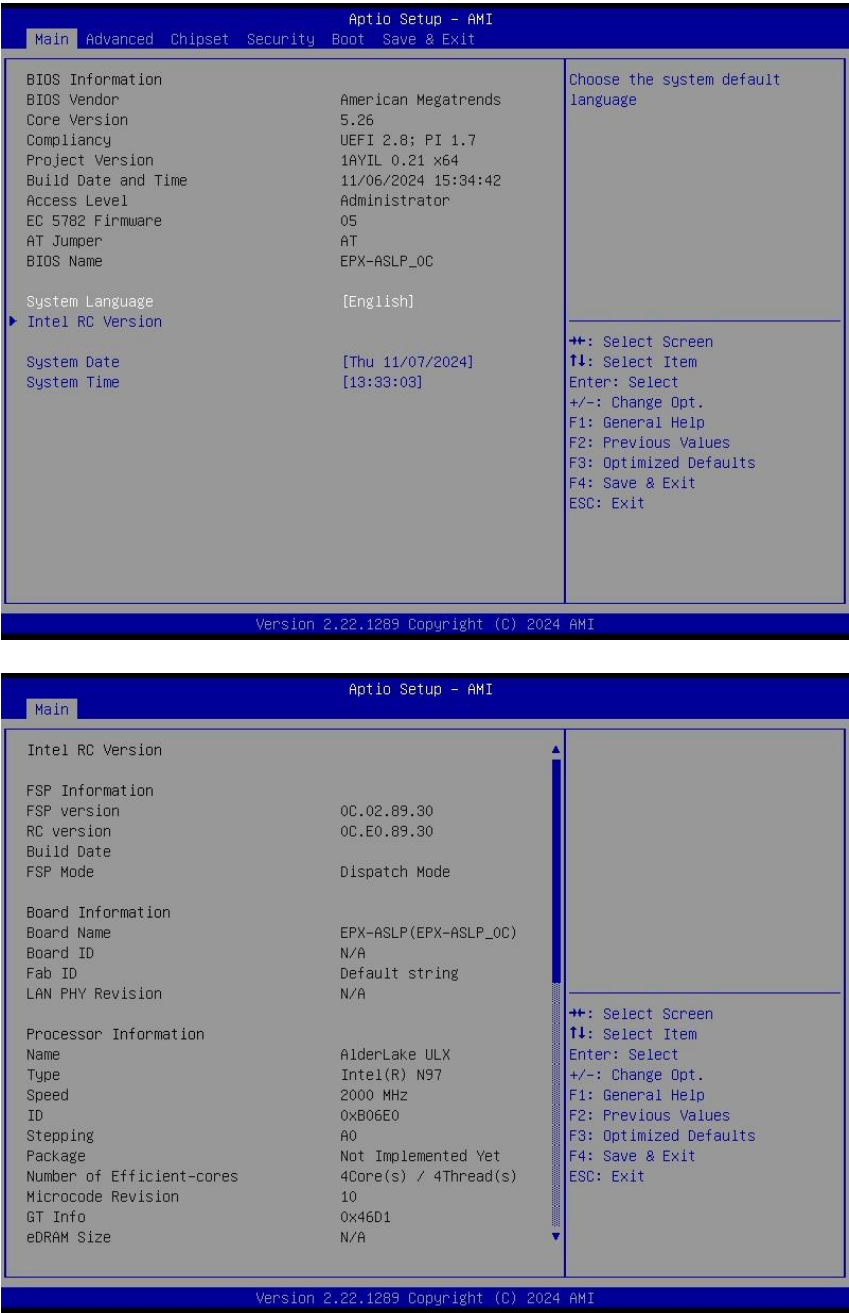 Aptio Setup - AMI
Main Advanced Chipset Security Boot Save & Exit
BIOS Information
BIOS Vendor American Megatrends
Core Version 5.26
Compliancy UEFI 2.8; PI 1.7
Project Version 1AYIL 0.21 x64
Build Date and Time 11/06/2024 15:34:42
Access Level Administrator
EC 5782 Firmware 05
AT Jumper AT
BIOS Name EPX-ASLP_0C
System Language [English]
Intel RC Version
System Date [Thu 11/07/2024]
System Time [13:33:03]
Choose the system default
language
→←: Select Screen
↑↓: Select Item
Enter: Select
+/-: Change Opt.
F1: General Help
F2: Previous Values
F3: Optimized Defaults
F4: Save & Exit
ESC: Exit
Version 2.22.1289 Copyright (C) 2024 AMI
Aptio Setup - AMI
Main
Intel RC Version
FSP Information
FSP version 0C.02.89.30
RC version 0C.E0.89.30
Build Date
FSP Mode Dispatch Mode
Board Information
Board Name EPX-ASLP(EPX-ASLP_0C)
Board ID N/A
Fab ID Default string
LAN PHY Revision N/A
Processor Information
Name AlderLake ULX
Type Intel(R) N97
Speed 2000 MHz
ID 0xB06E0
Stepping A0
Package Not Implemented Yet
Number of Efficient-cores 4Core(s) / 4Thread(s)
Microcode Revision 10
GT Info 0x46D1
eDRAM Size N/A
→←: Select Screen
↑↓: Select Item
Enter: Select
+/-: Change Opt.
F1: General Help
F2: Previous Values
F3: Optimized Defaults
F4: Save & Exit
ESC: Exit
Version 2.22.1289 Copyright (C) 2024 AMI